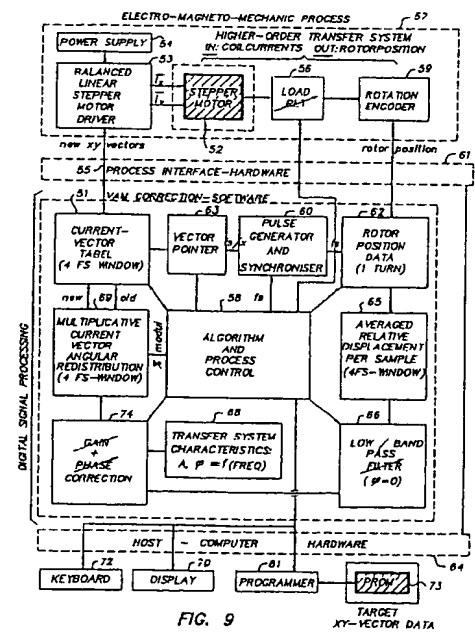 ELECTRO-MAGNETO-MECHANIC PROCESS
57
POWER SUPPLY
54
HIGHER-ORDER TRANSFER SYSTEM
IN: COILCURRENTS OUT: ROTORPOSITION
53
BALANCED
LINEAR
STEPPER
MOTOR
DRIVER
STEPPER
MOTOR
52
56
LOAD
59
ROTATION
ENCODER
new xy vectors
rotor position
61
55
PROCESS INTERFACE-HARDWARE
VAM CORRECTION-SOFTWARE
DIGITAL SIGNAL PROCESSING
51
CURRENT-
VECTOR
TABEL
(4 FS WINDOW)
63
VECTOR
POINTER
60
PULSE
GENERATOR
AND
SYNCHRONISER
fs
62
ROTOR
POSITION
DATA
(1 TURN)
new
69
old
fs
MULTIPLICATIVE
CURRENT
VECTOR
ANGULAR
REDISTRIBUTION
(4 FS-WINDOW)
modul
58
ALGORITHM
AND
PROCESS
CONTROL
65
AVERAGED
RELATIVE
DISPLACEMENT
PER SAMPLE
(4FS-WINDOW)
74
GAIN
+
PHASE
CORRECTION
68
TRANSFER SYSTEM
CHARACTERISTICS:
A, φ = f(FREQ)
66
LOW / BAND
PASS
FILTER
(φ=0)
HOST - COMPUTER HARDWARE
64
72
KEYBOARD
70
DISPLAY
81
PROGRAMMER
PROM
73
TARGET
XY-VECTOR DATA
FIG. 9